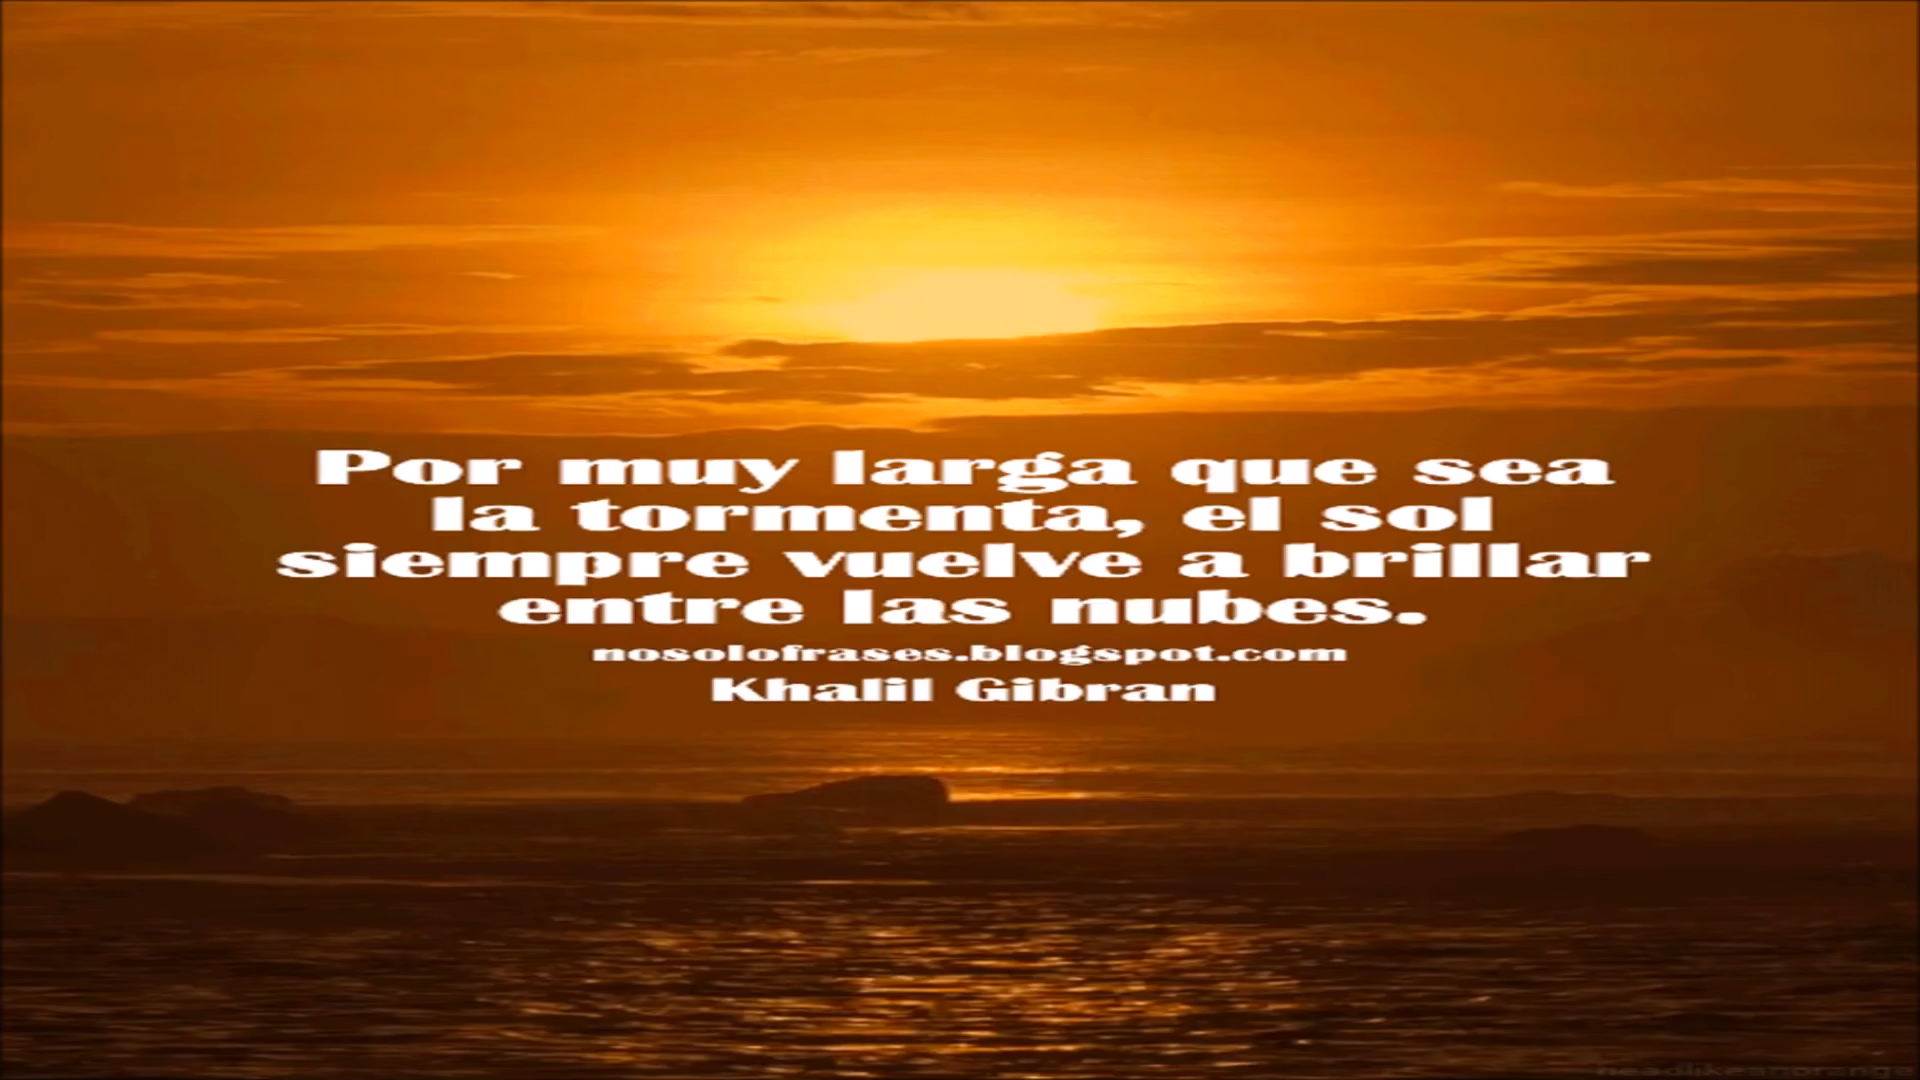 Por muy larga que sea
la tormenta, el sol
siempre vuelve a brillar
entre las nubes.
nosolofrases.blogspot.com
Khalil Gibran
headlikeanorange